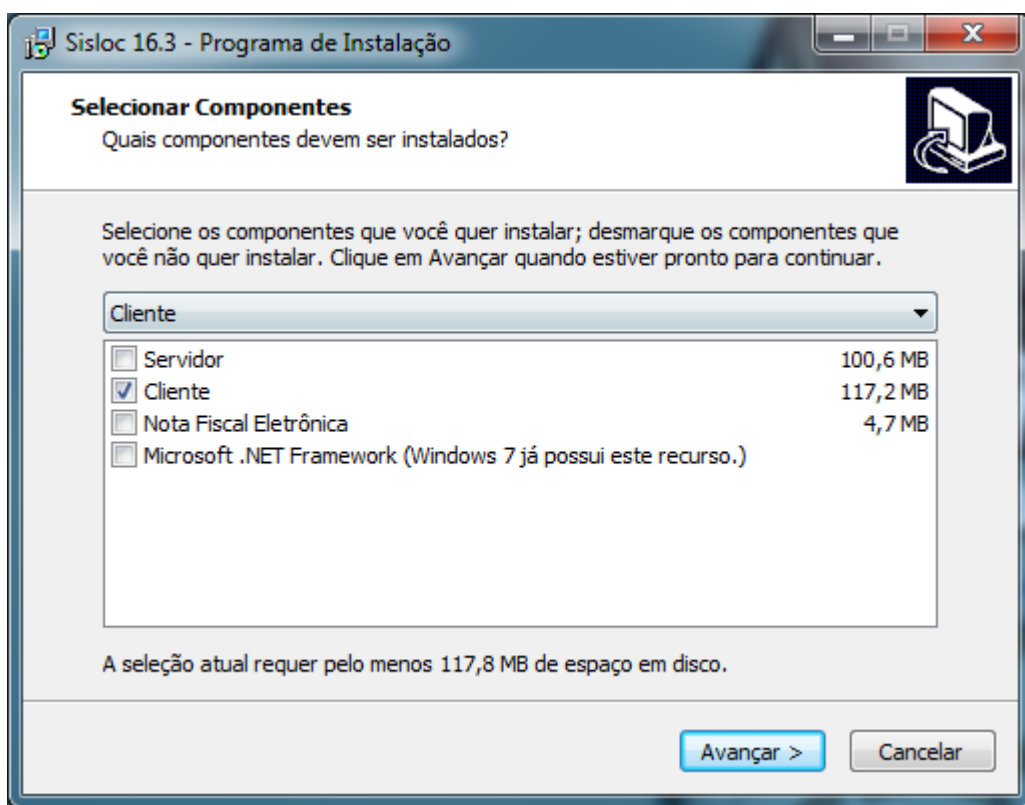 Sisloc 16.3 - Programa de Instalação
Selecionar Componentes
Quais componentes devem ser instalados?
Selecione os componentes que você quer instalar; desmarque os componentes que
você não quer instalar. Clique em Avançar quando estiver pronto para continuar.
Cliente
Servidor 100,6 MB
Cliente 117,2 MB
Nota Fiscal Eletrônica 4,7 MB
Microsoft .NET Framework (Windows 7 já possui este recurso.)
A seleção atual requer pelo menos 117,8 MB de espaço em disco.
Avançar > Cancelar